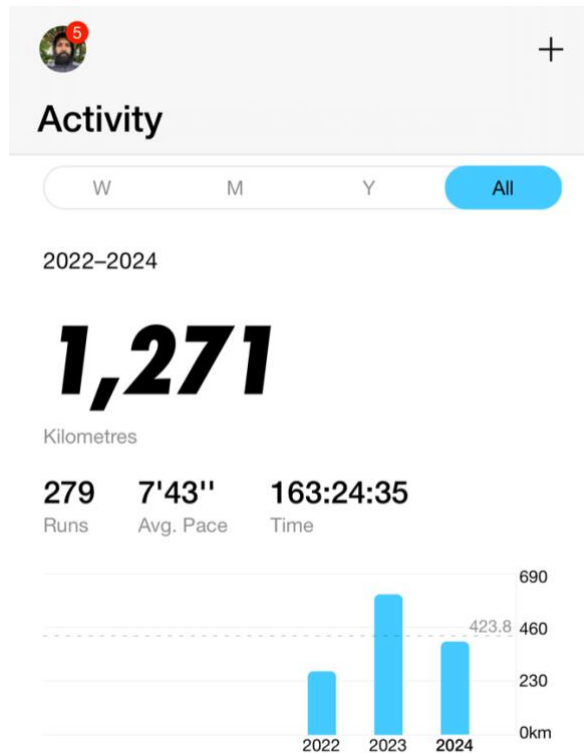 5
+
Activity
W M Y All
2022–2024
1,271
Kilometres
279 7'43'' 163:24:35
Runs Avg. Pace Time
690
423.8 460
230
0km
2022 2023 2024